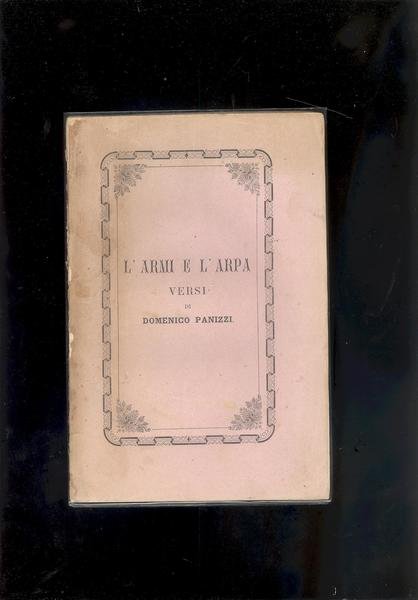 L'ARMI E L'ARPA
VERSI
DI
DOMENICO PANIZZI.